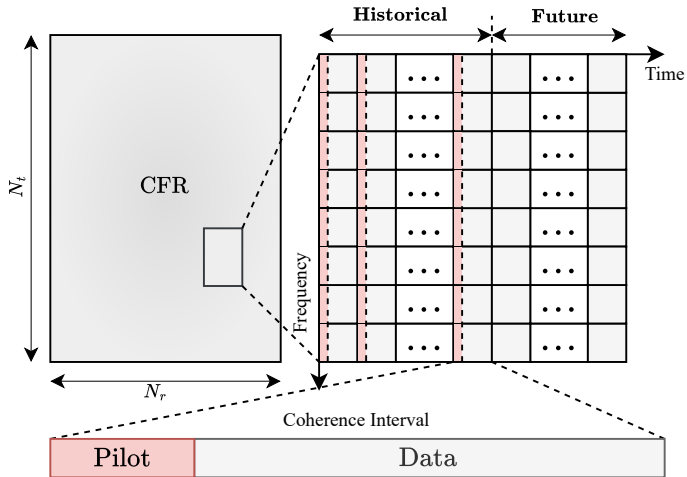 Historical
Future
Time
N_t
CFR
Frequency
N_r
Coherence Interval
Pilot
Data